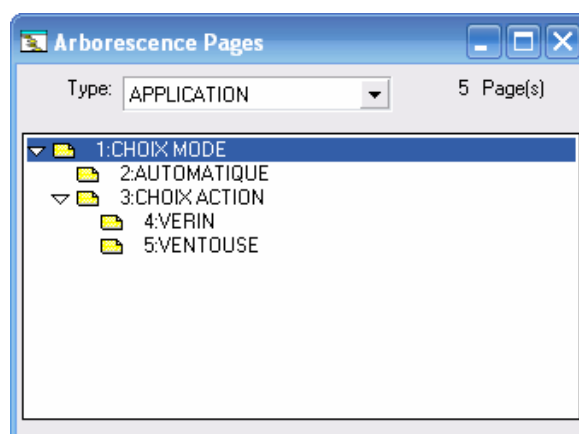 Arborescence Pages
Type: APPLICATION 5 Page(s)
1:CHOIX MODE
2:AUTOMATIQUE
3:CHOIX ACTION
4:VERIN
5:VENTOUSE